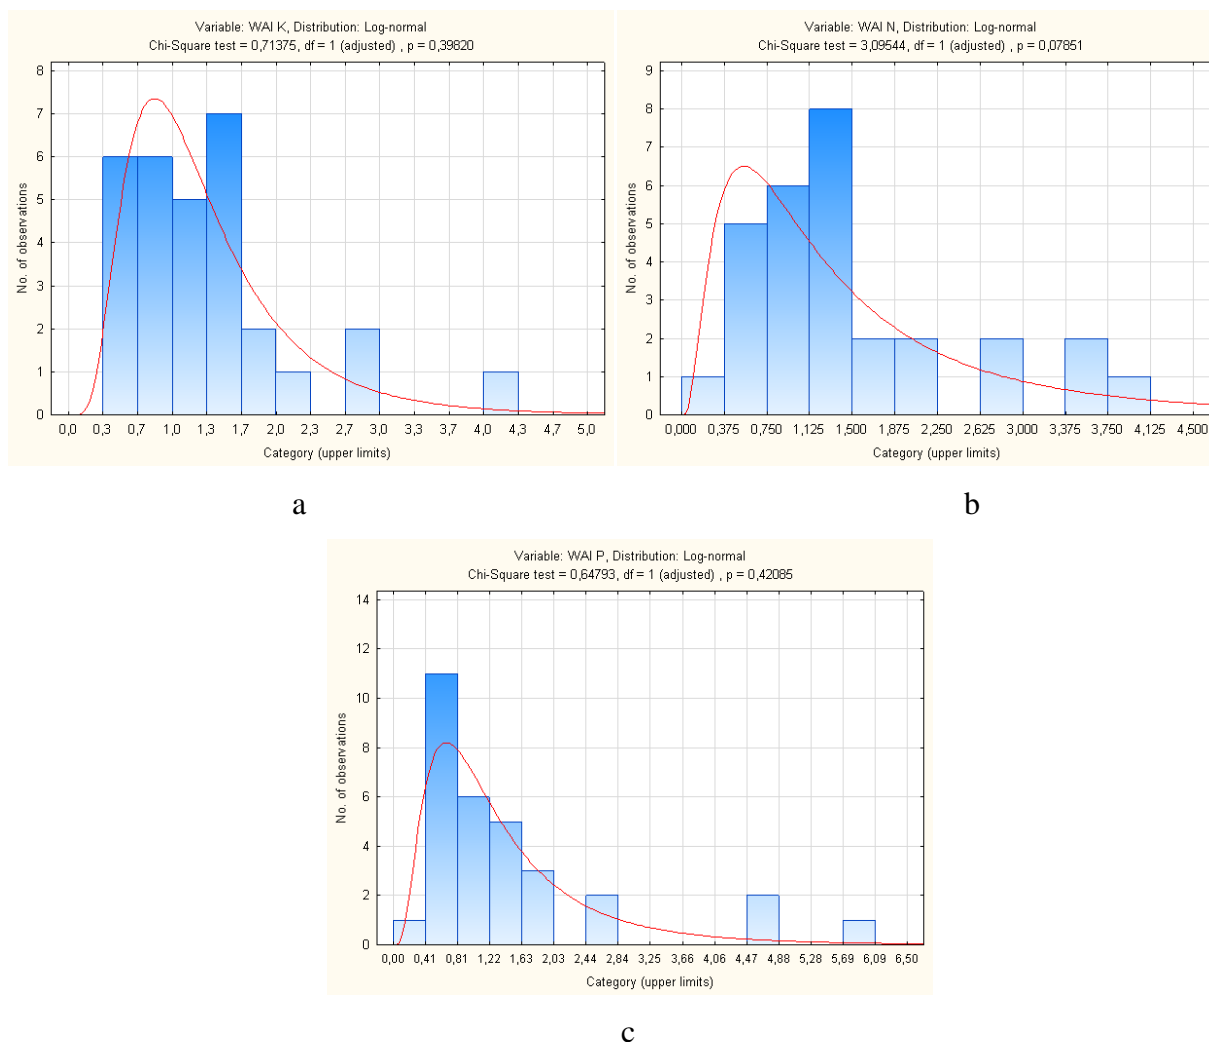 Variable: WAI K, Distribution: Log-normal
Chi-Square test = 0,71375, df = 1 (adjusted) , p = 0,39820
8
7
6
5
4
3
2
1
0
No. of observations
0,0 0,3 0,7 1,0 1,3 1,7 2,0 2,3 2,7 3,0 3,3 3,7 4,0 4,3 4,7 5,0
Category (upper limits)
a
Variable: WAI N, Distribution: Log-normal
Chi-Square test = 3,09544, df = 1 (adjusted) , p = 0,07851
9
8
7
6
5
4
3
2
1
0
No. of observations
0,000 0,375 0,750 1,125 1,500 1,875 2,250 2,625 3,000 3,375 3,750 4,125 4,500
Category (upper limits)
b
Variable: WAI P, Distribution: Log-normal
Chi-Square test = 0,64793, df = 1 (adjusted) , p = 0,42085
14
12
10
8
6
4
2
0
No. of observations
0,00 0,41 0,81 1,22 1,63 2,03 2,44 2,84 3,25 3,66 4,06 4,47 4,88 5,28 5,69 6,09 6,50
Category (upper limits)
c